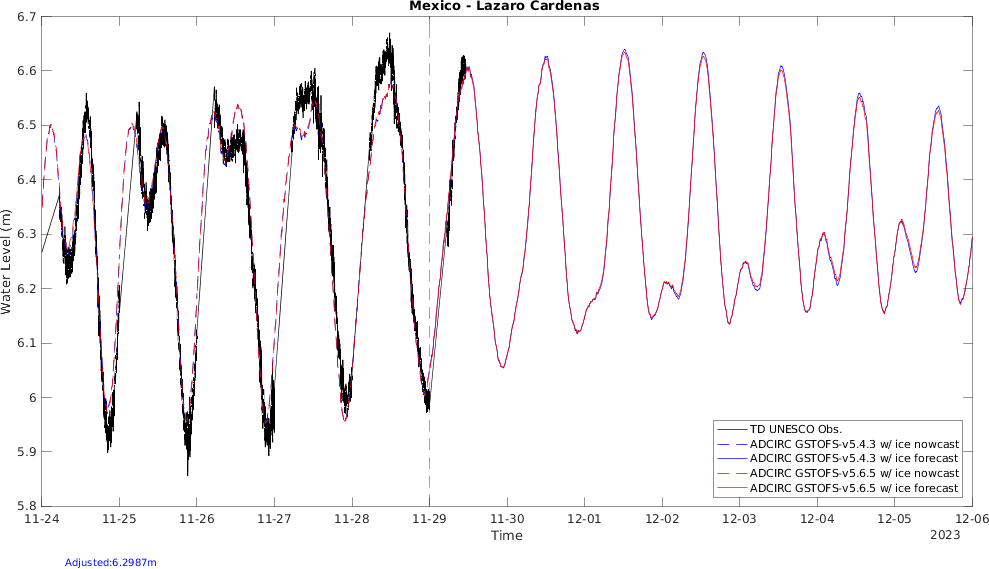 Mexico - Lazaro Cardenas
6.7
6.6
6.5
6.4
6.3
6.2
6.1
6
5.9
5.8
Water Level (m)
TD UNESCO Obs.
ADCIRC GSTOFS-v5.4.3 w/ ice nowcast
ADCIRC GSTOFS-v5.4.3 w/ ice forecast
ADCIRC GSTOFS-v5.6.5 w/ ice nowcast
ADCIRC GSTOFS-v5.6.5 w/ ice forecast
11-24 11-25 11-26 11-27 11-28 11-29 11-30 12-01 12-02 12-03 12-04 12-05 12-06
Time
2023
Adjusted:6.2987m